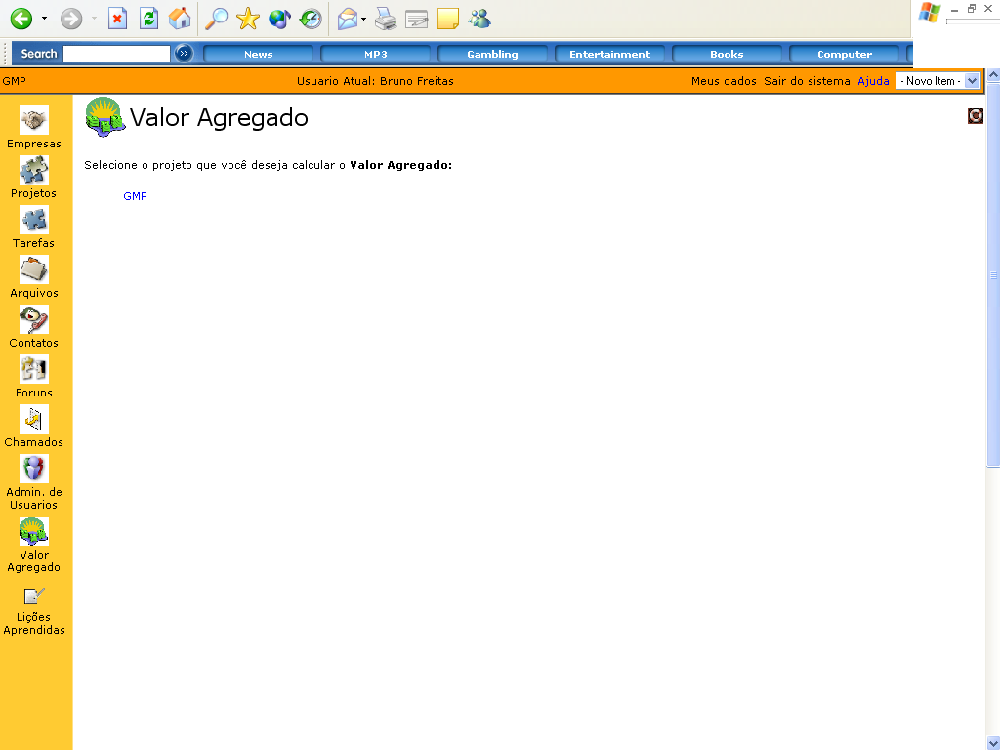 Search
News
MP3
Gambling
Entertainment
Books
Computer
GMP
Usuario Atual: Bruno Freitas
Meus dados Sair do sistema Ajuda - Novo Item -
Valor Agregado
Empresas
Selecione o projeto que você deseja calcular o Valor Agregado:
GMP
Projetos
Tarefas
Arquivos
Contatos
Foruns
Chamados
Admin. de
Usuarios
Valor
Agregado
Lições
Aprendidas